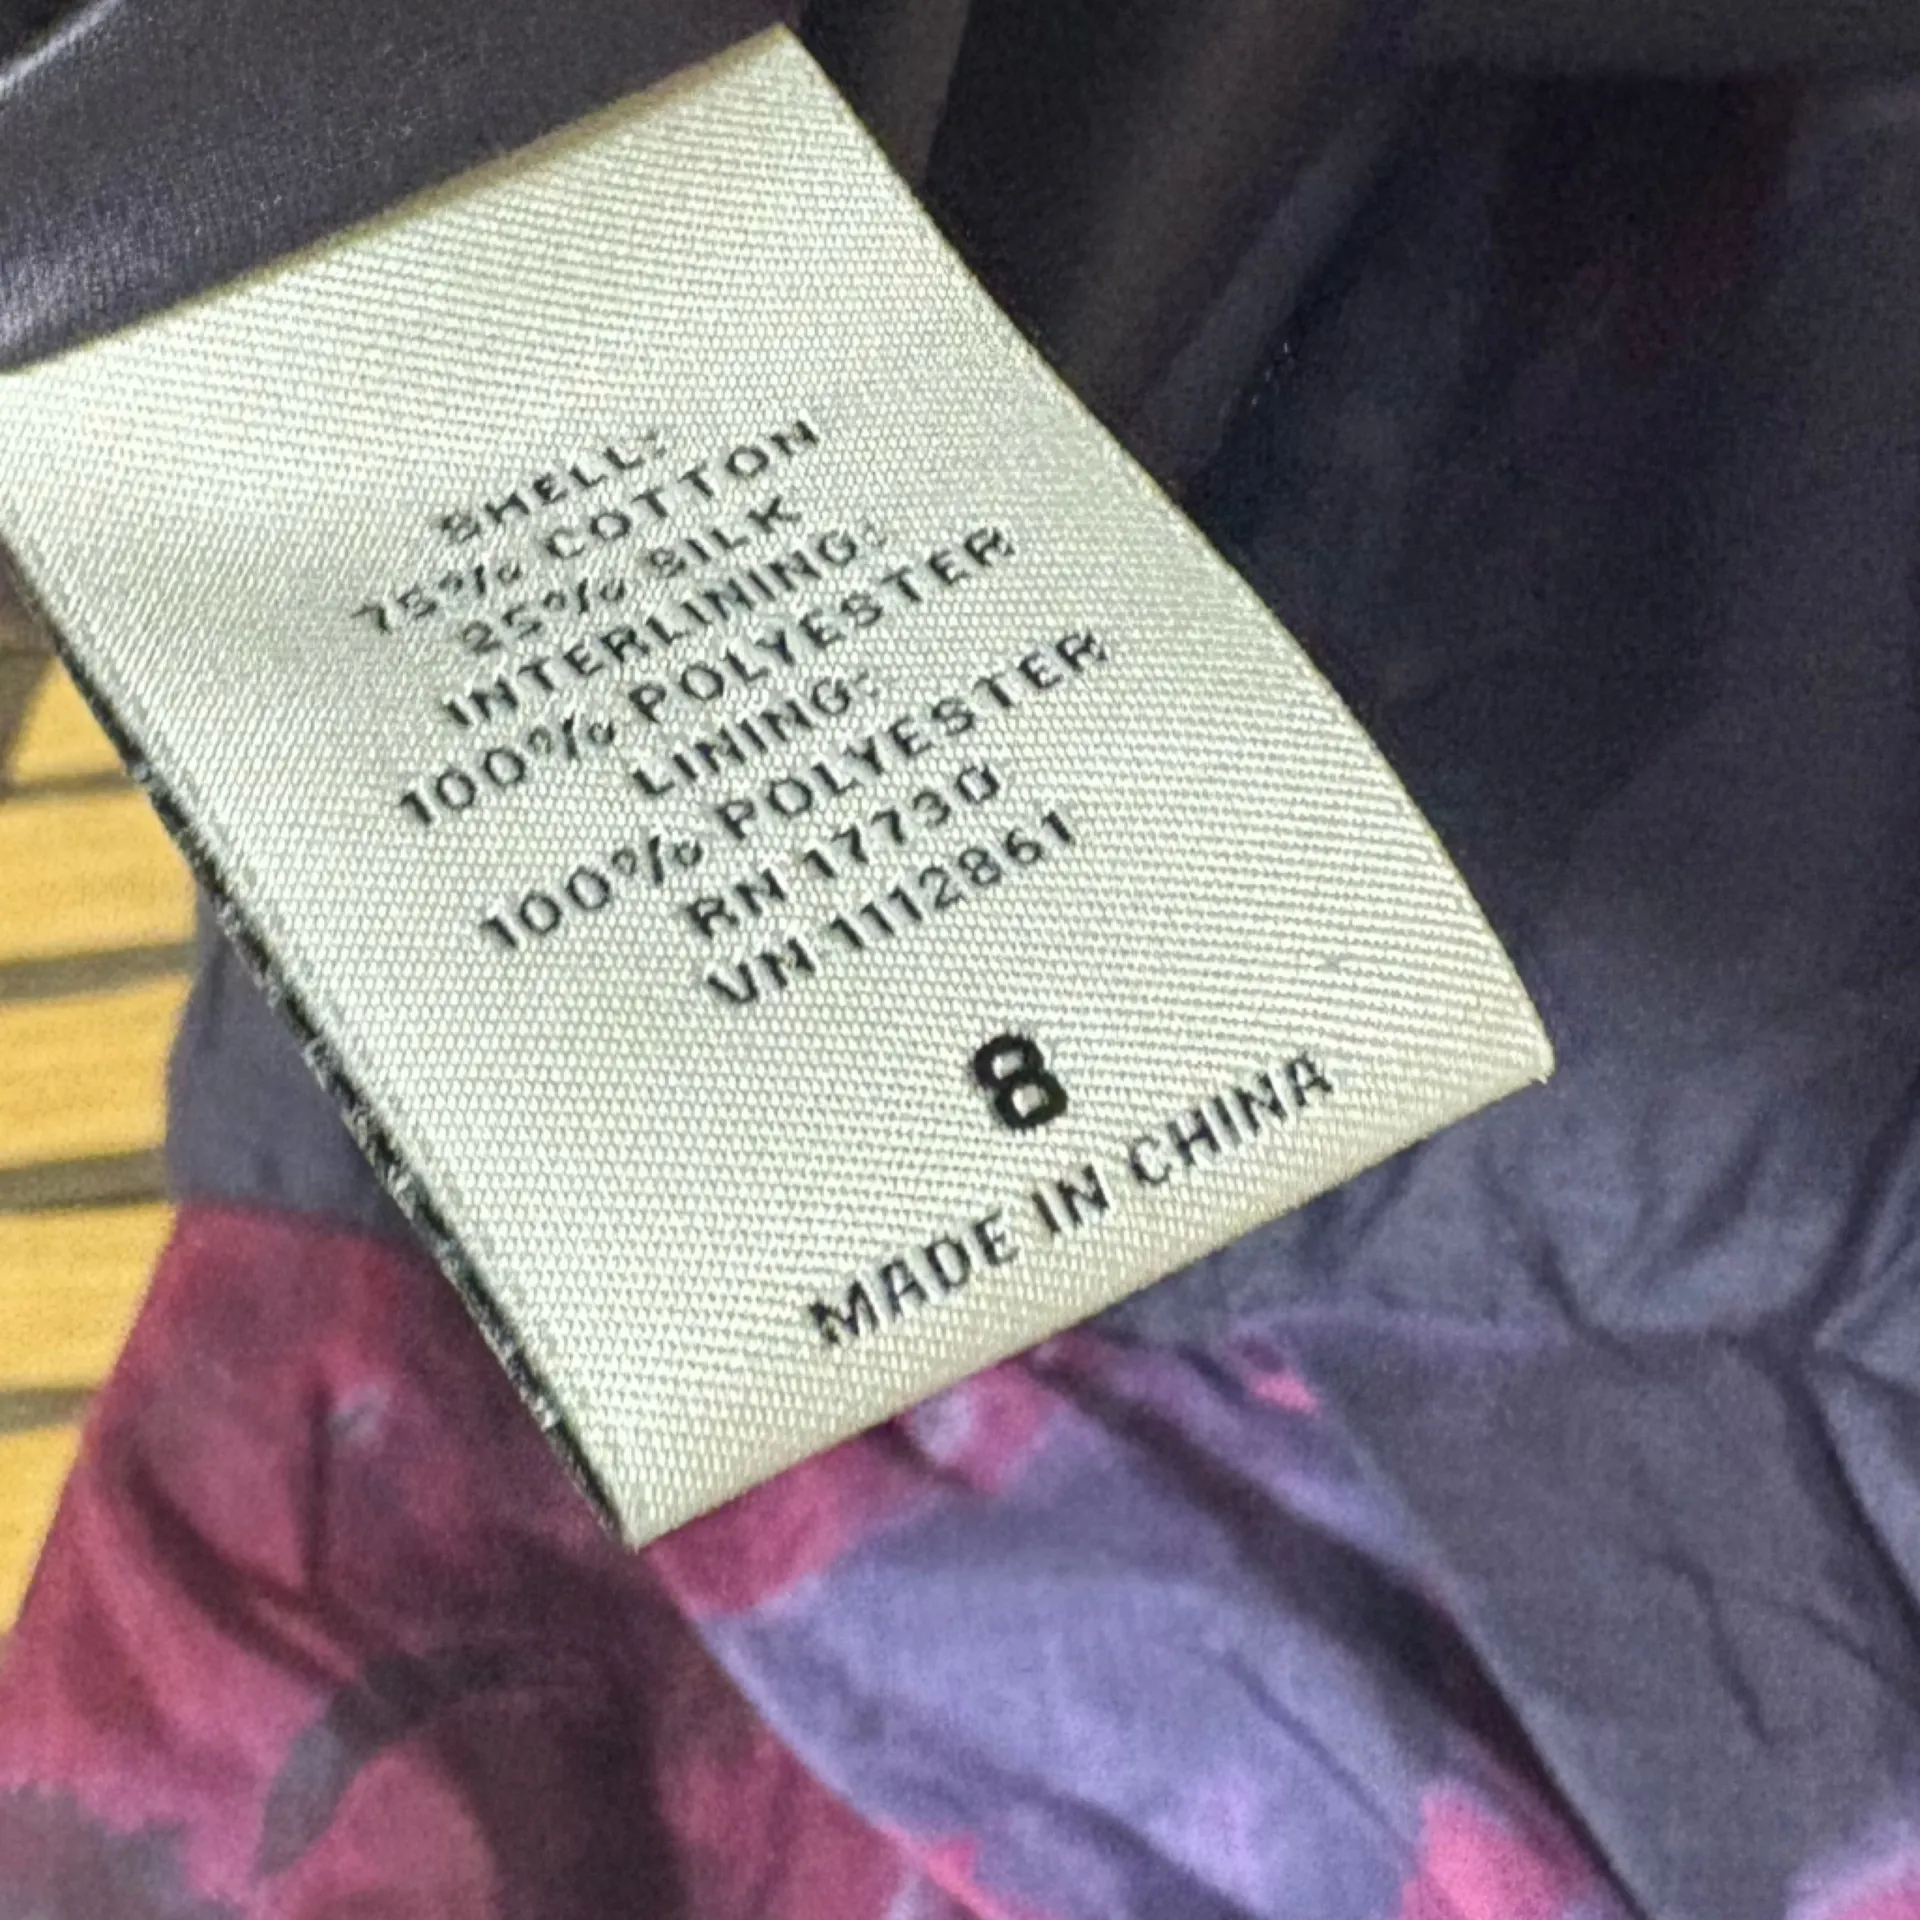 SHELL:
75% COTTON
25% SILK
INTERLINING:
100% POLYESTER
LINING:
100% POLYESTER
RN 17730
VN 1112861
8
MADE IN CHINA